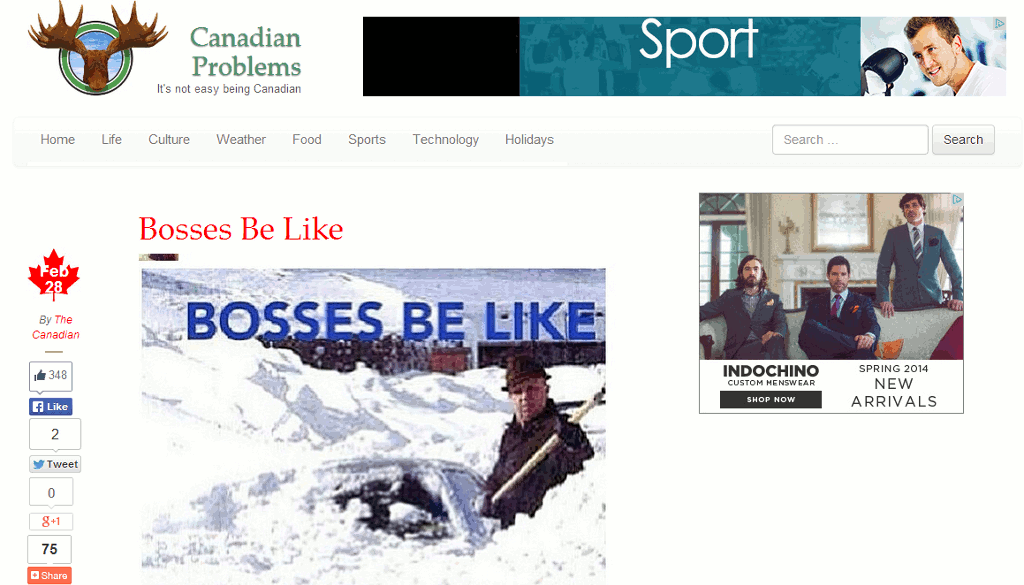 Canadian
Problems
It's not easy being Canadian
Sport
Home Life Culture Weather Food Sports Technology Holidays
Search ...
Search
Bosses Be Like
Feb
28
By The
Canadian
348
Like
2
Tweet
0
g+1
75
Share
BOSSES BE LIKE
INDOCHINO
CUSTOM MENSWEAR
SHOP NOW
SPRING 2014
NEW
ARRIVALS